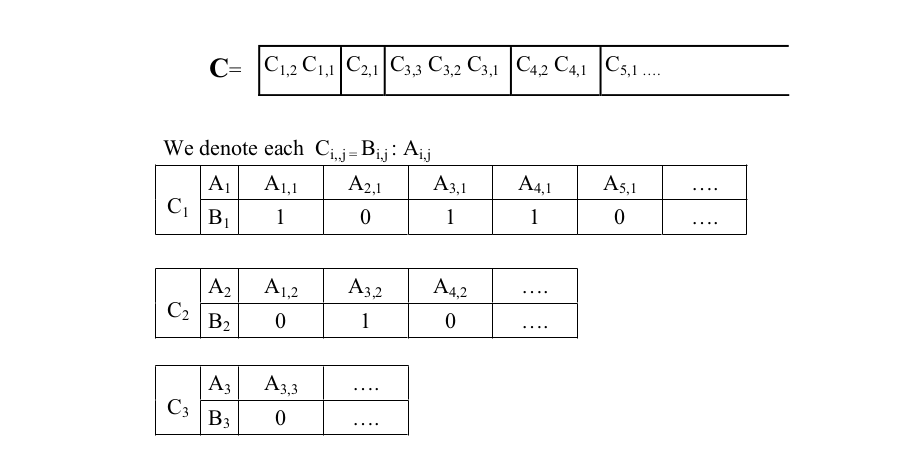 C= C1,2 C1,1 C2,1 C3,3 C3,2 C3,1 C4,2 C4,1 C5,1 ....
We denote each Ci,,j = Bi,j : Ai,j
C1 A1 A1,1 A2,1 A3,1 A4,1 A5,1 ....
B1 1 0 1 1 0 ....
C2 A2 A1,2 A3,2 A4,2 ....
B2 0 1 0 ....
C3 A3 A3,3 ....
B3 0 ....